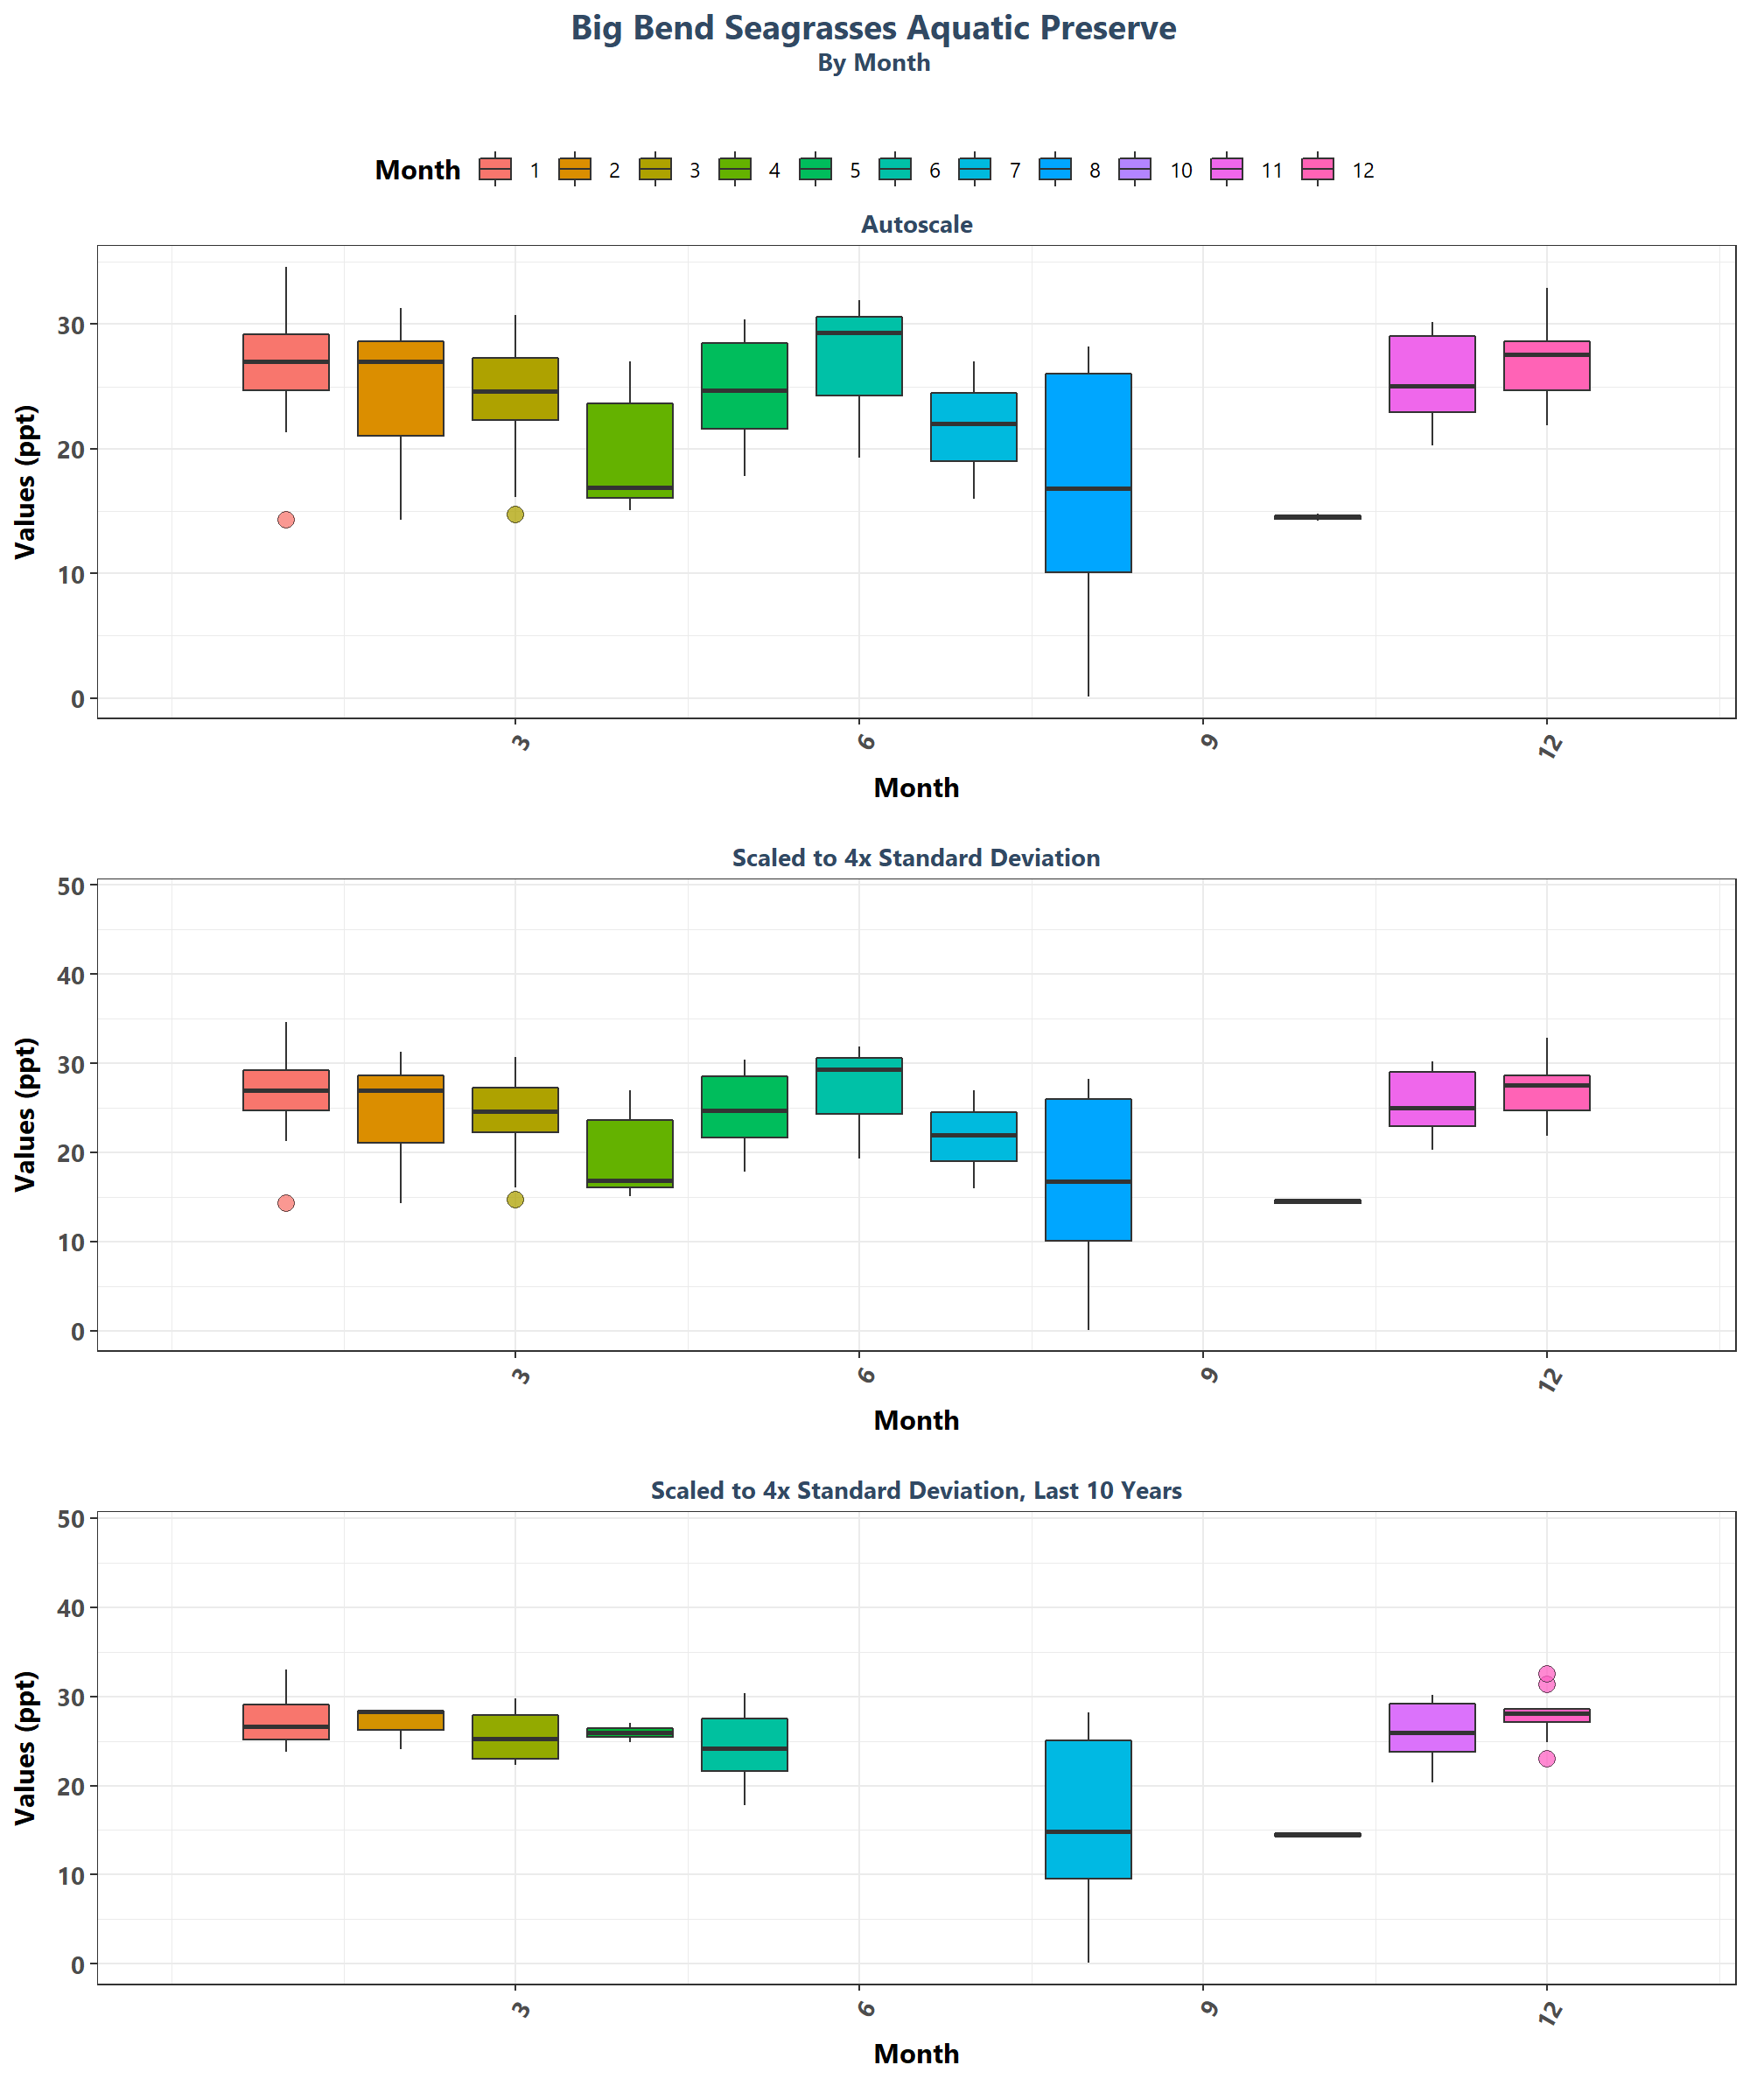 Big Bend Seagrasses Aquatic Preserve
By Month
Month 1 2 3 4 5 6 7 8 10 11 12
Autoscale
Values (ppt)
30
20
10
0
3 6 9 12
Month
Scaled to 4x Standard Deviation
Values (ppt)
50
40
30
20
10
0
3 6 9 12
Month
Scaled to 4x Standard Deviation, Last 10 Years
Values (ppt)
50
40
30
20
10
0
3 6 9 12
Month